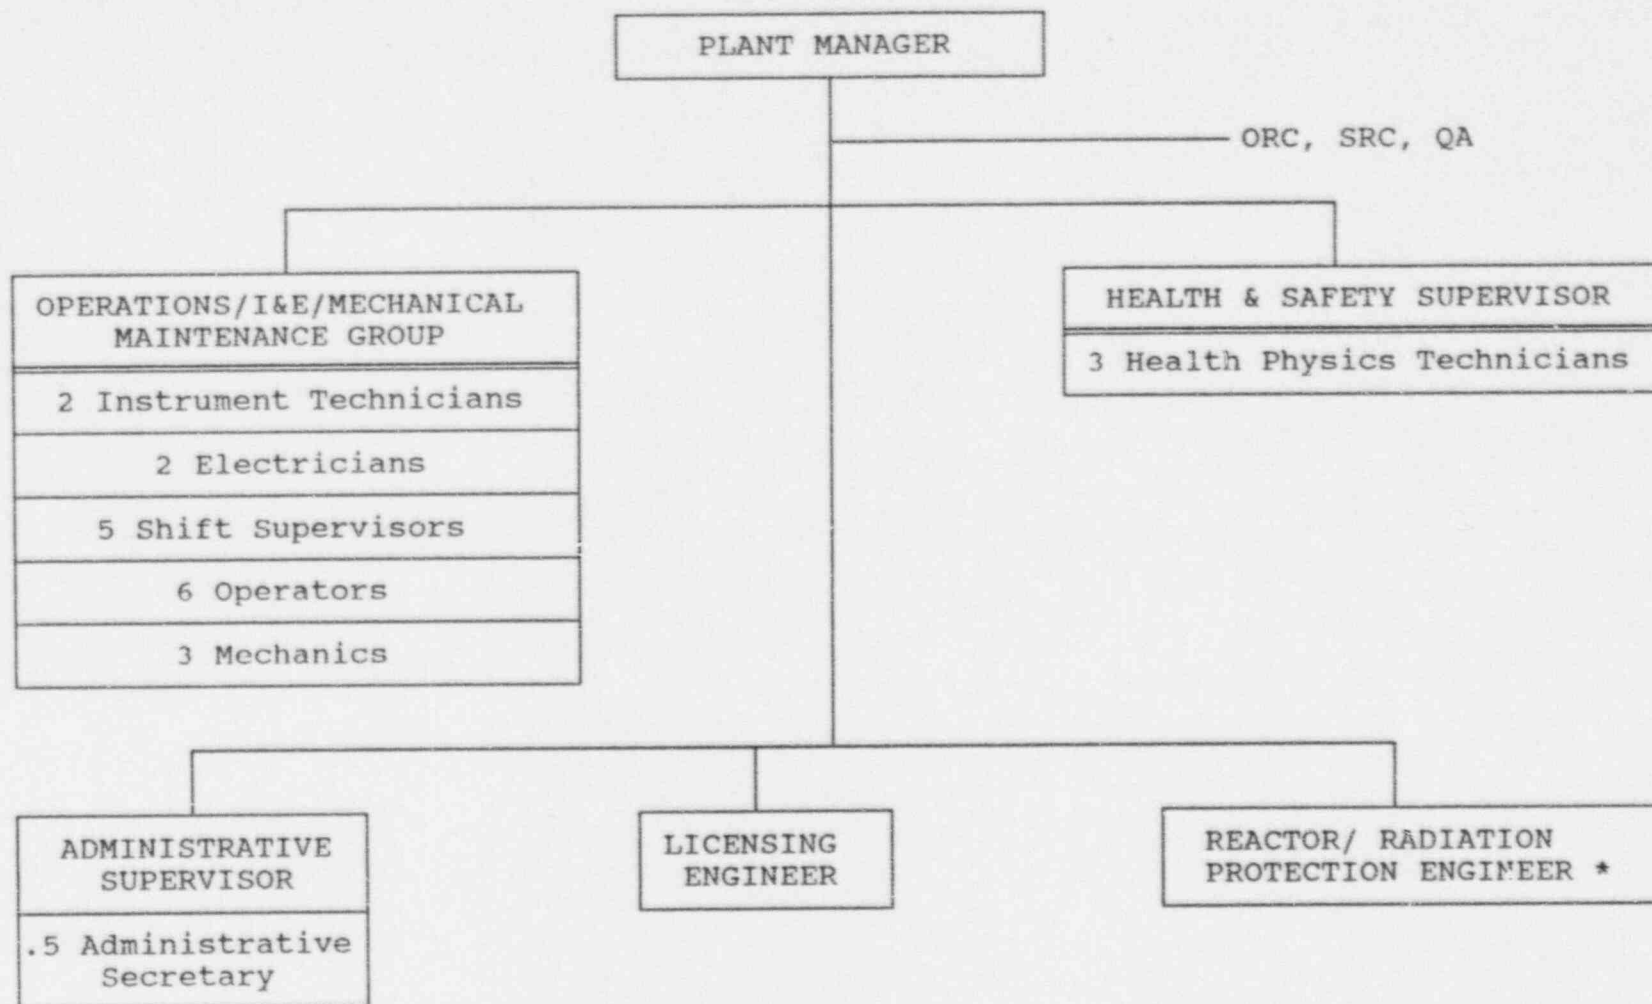 PLANT MANAGER
ORC, SRC, QA
OPERATIONS/I&E/MECHANICAL
MAINTENANCE GROUP
2 Instrument Technicians
2 Electricians
5 Shift Supervisors
6 Operators
3 Mechanics
HEALTH & SAFETY SUPERVISOR
3 Health Physics Technicians
ADMINISTRATIVE
SUPERVISOR
.5 Administrative
Secretary
LICENSING
ENGINEER
REACTOR/ RADIATION
PROTECTION ENGINEER *